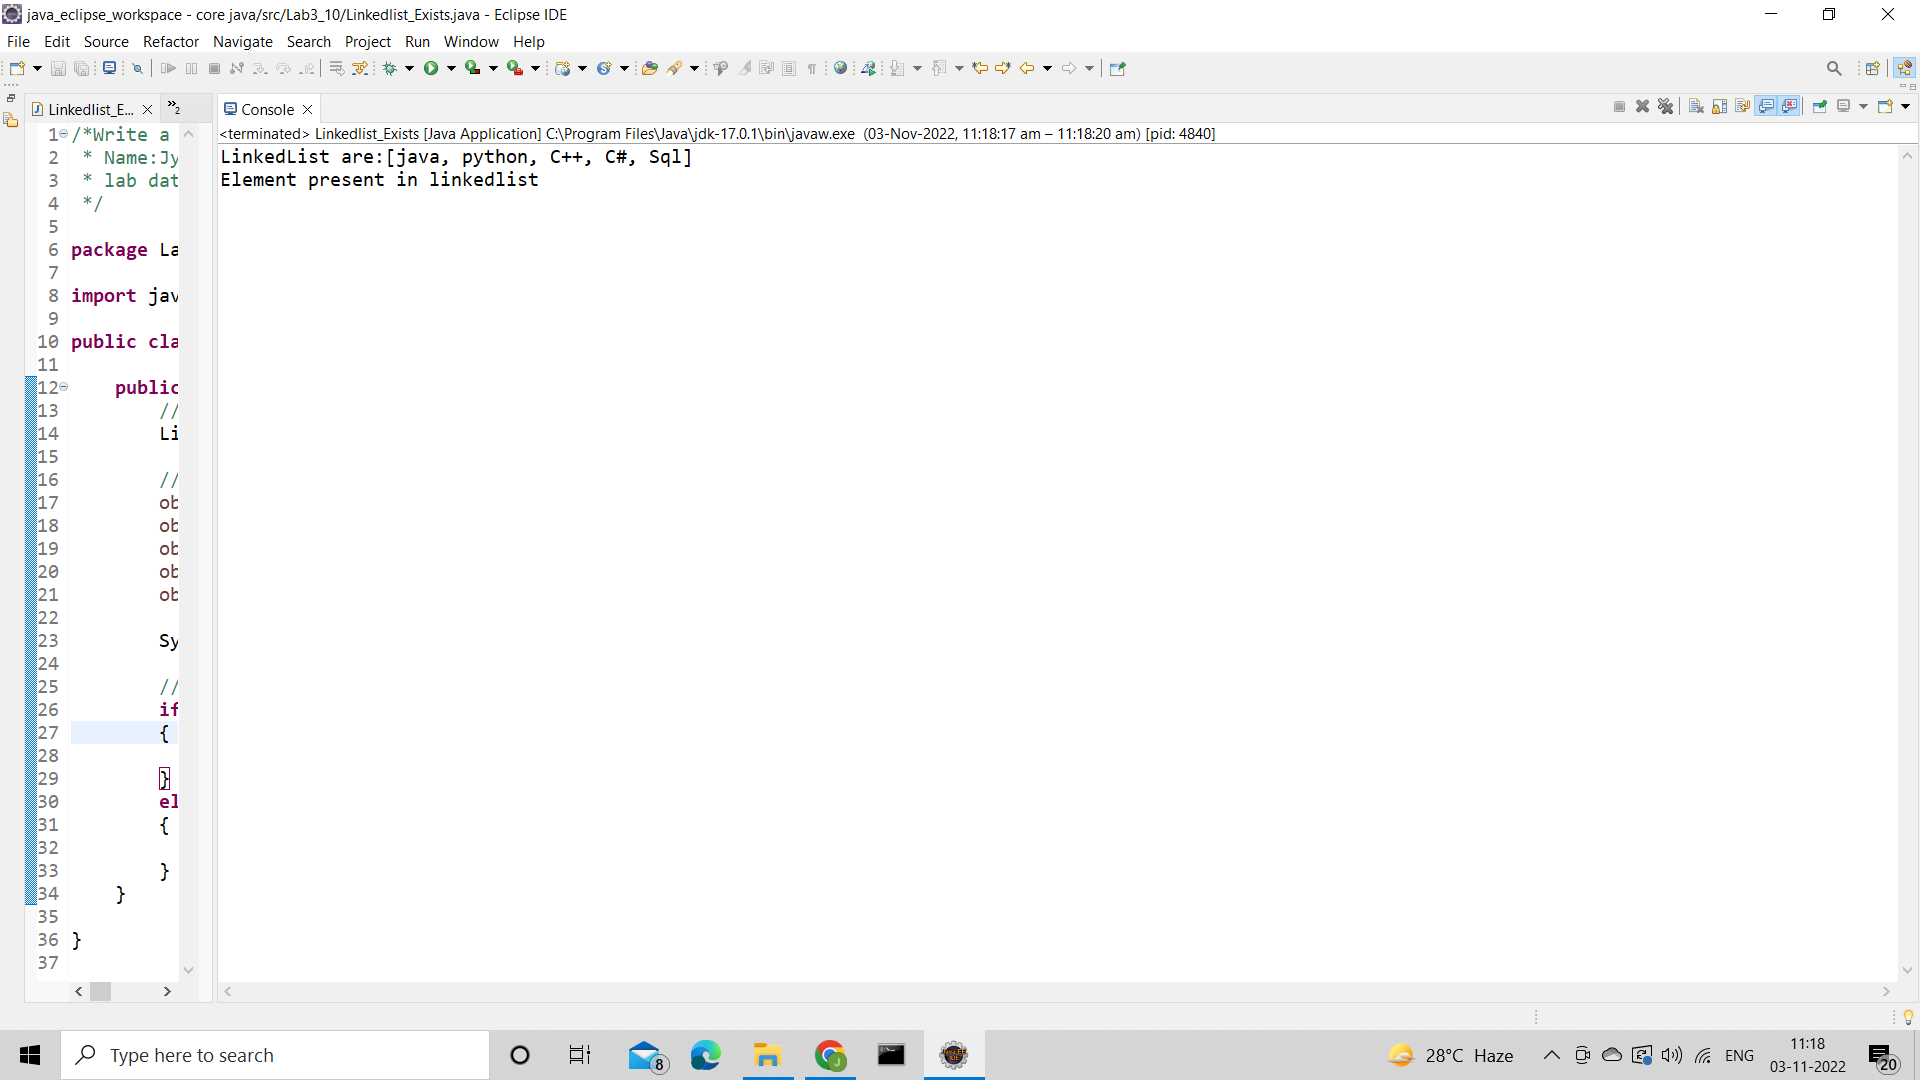 java_eclipse_workspace - core java/src/Lab3_10/Linkedlist_Exists.java - Eclipse IDE
File Edit Source Refactor Navigate Search Project Run Window Help
Linkedlist_E... 2
Console
<terminated> Linkedlist_Exists [Java Application] C:\Program Files\Java\jdk-17.0.1\bin\javaw.exe (03-Nov-2022, 11:18:17 am – 11:18:20 am) [pid: 4840]
LinkedList are:[java, python, C++, C#, Sql]
Element present in linkedlist
1 /*Write a
2 * Name:Jy
3 * lab dat
4 */
5
6 package La
7
8 import jav
9
10 public cla
11
12 public
13 //
14 Li
15
16 //
17 ob
18 ob
19 ob
20 ob
21 ob
22
23 Sy
24
25 //
26 if
27 {
28
29 }
30 el
31 {
32
33 }
34 }
35
36 }
37
Type here to search
8
28°C Haze
ENG
11:18
03-11-2022
20